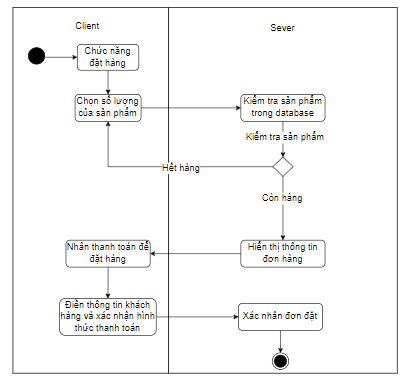 Client
Sever
Chức năng
đặt hàng
Chọn số lượng
của sản phẩm
Kiểm tra sản phẩm
trong database
Kiểm tra sản phẩm
Hết hàng
Còn hàng
Nhấn thanh toán để
đặt hàng
Hiển thị thông tin
đơn hàng
Điền thông tin khách
hàng và xác nhận hình
thức thanh toán
Xác nhận đơn đặt